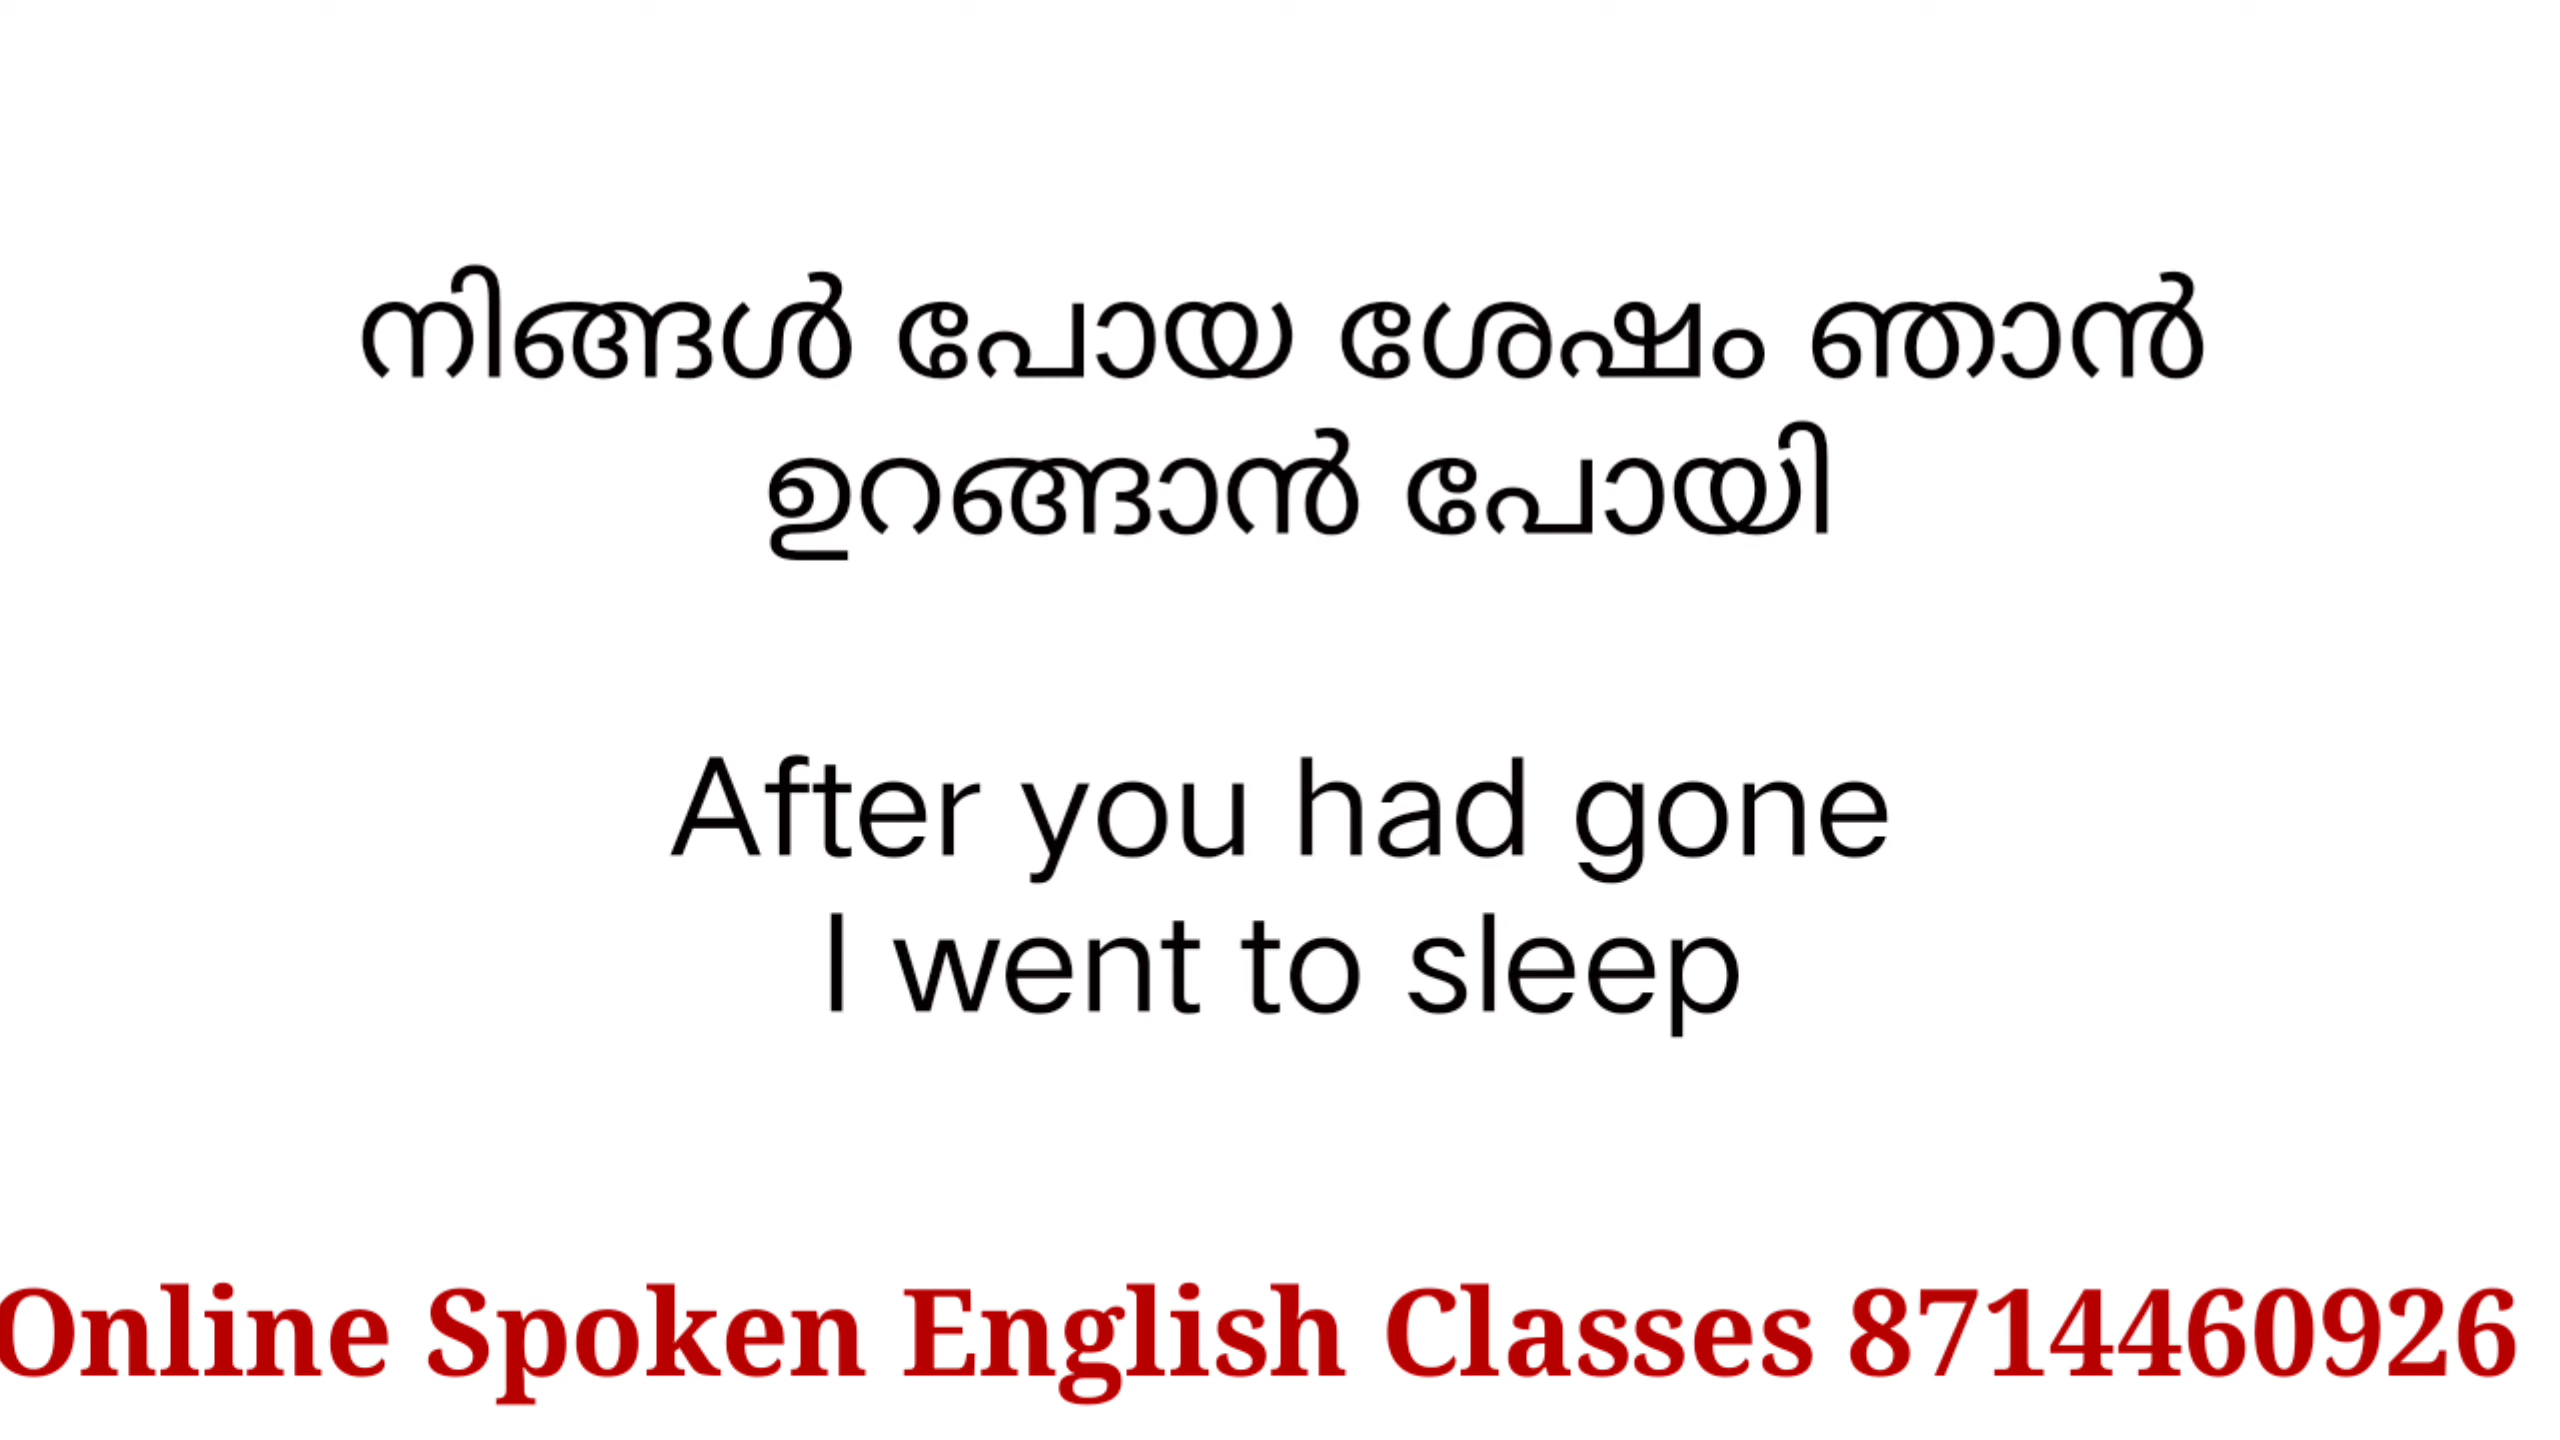 നിങ്ങൾ പോയ ശേഷം ഞാൻ
ഉറങ്ങാൻ പോയി
After you had gone
I went to sleep
Online Spoken English Classes 8714460926